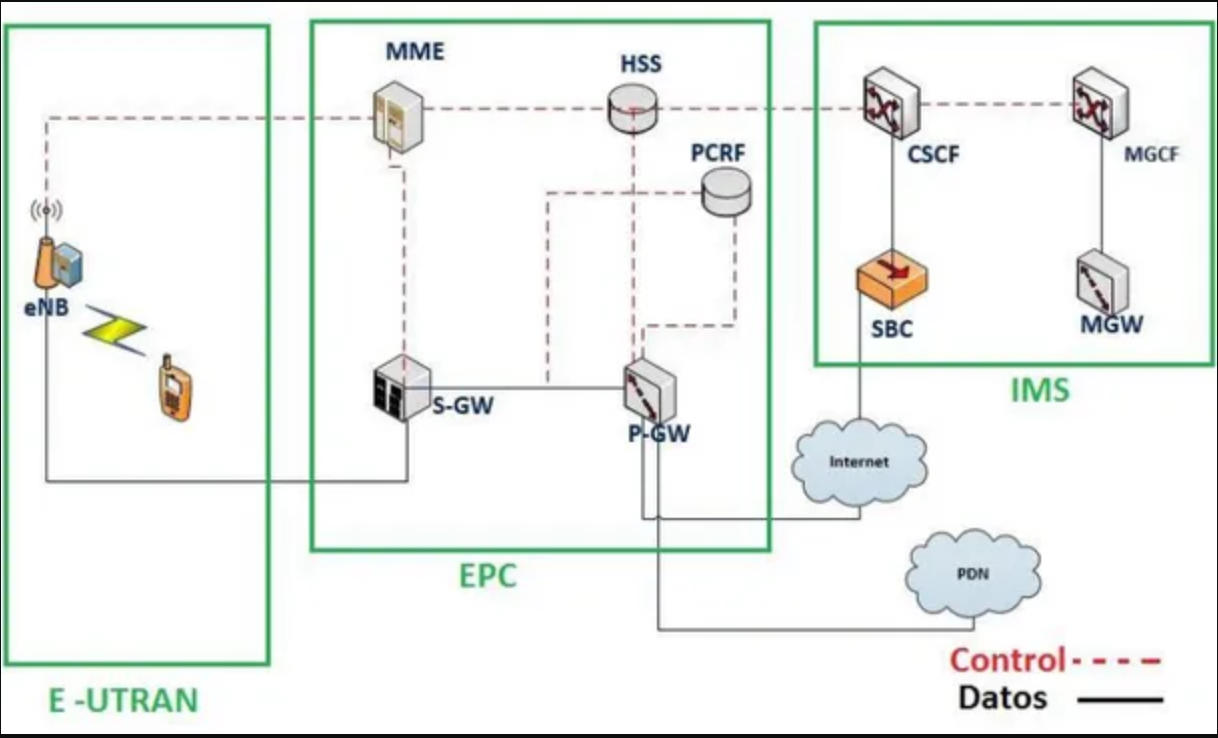 MME
HSS
PCRF
CSCF
MGCF
eNB
SBC
MGW
S-GW
P-GW
IMS
Internet
EPC
PDN
Control
E -UTRAN
Datos